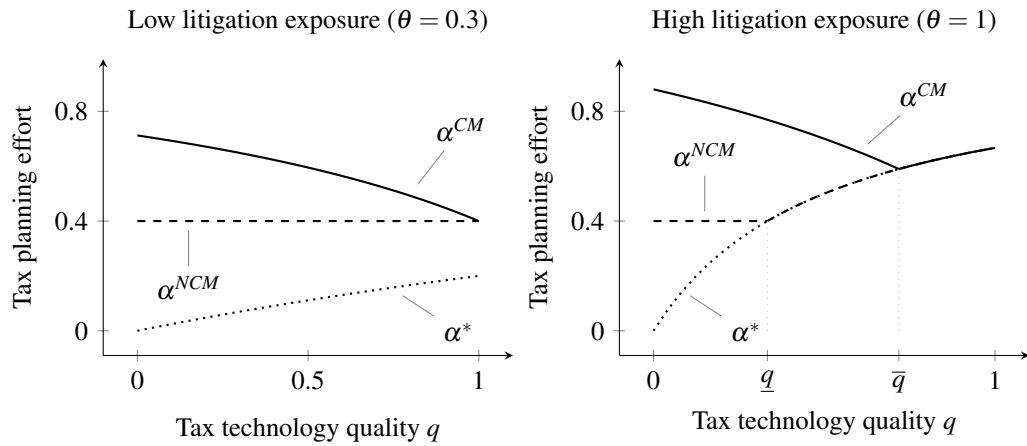 Low litigation exposure (θ = 0.3)
Tax planning effort
0.8
0.4
0
α^{CM}
α^{NCM}
α^*
0
0.5
1
Tax technology quality q
High litigation exposure (θ = 1)
Tax planning effort
0.8
0.4
0
α^{CM}
α^{NCM}
α^*
0
q̲
q̅
1
Tax technology quality q